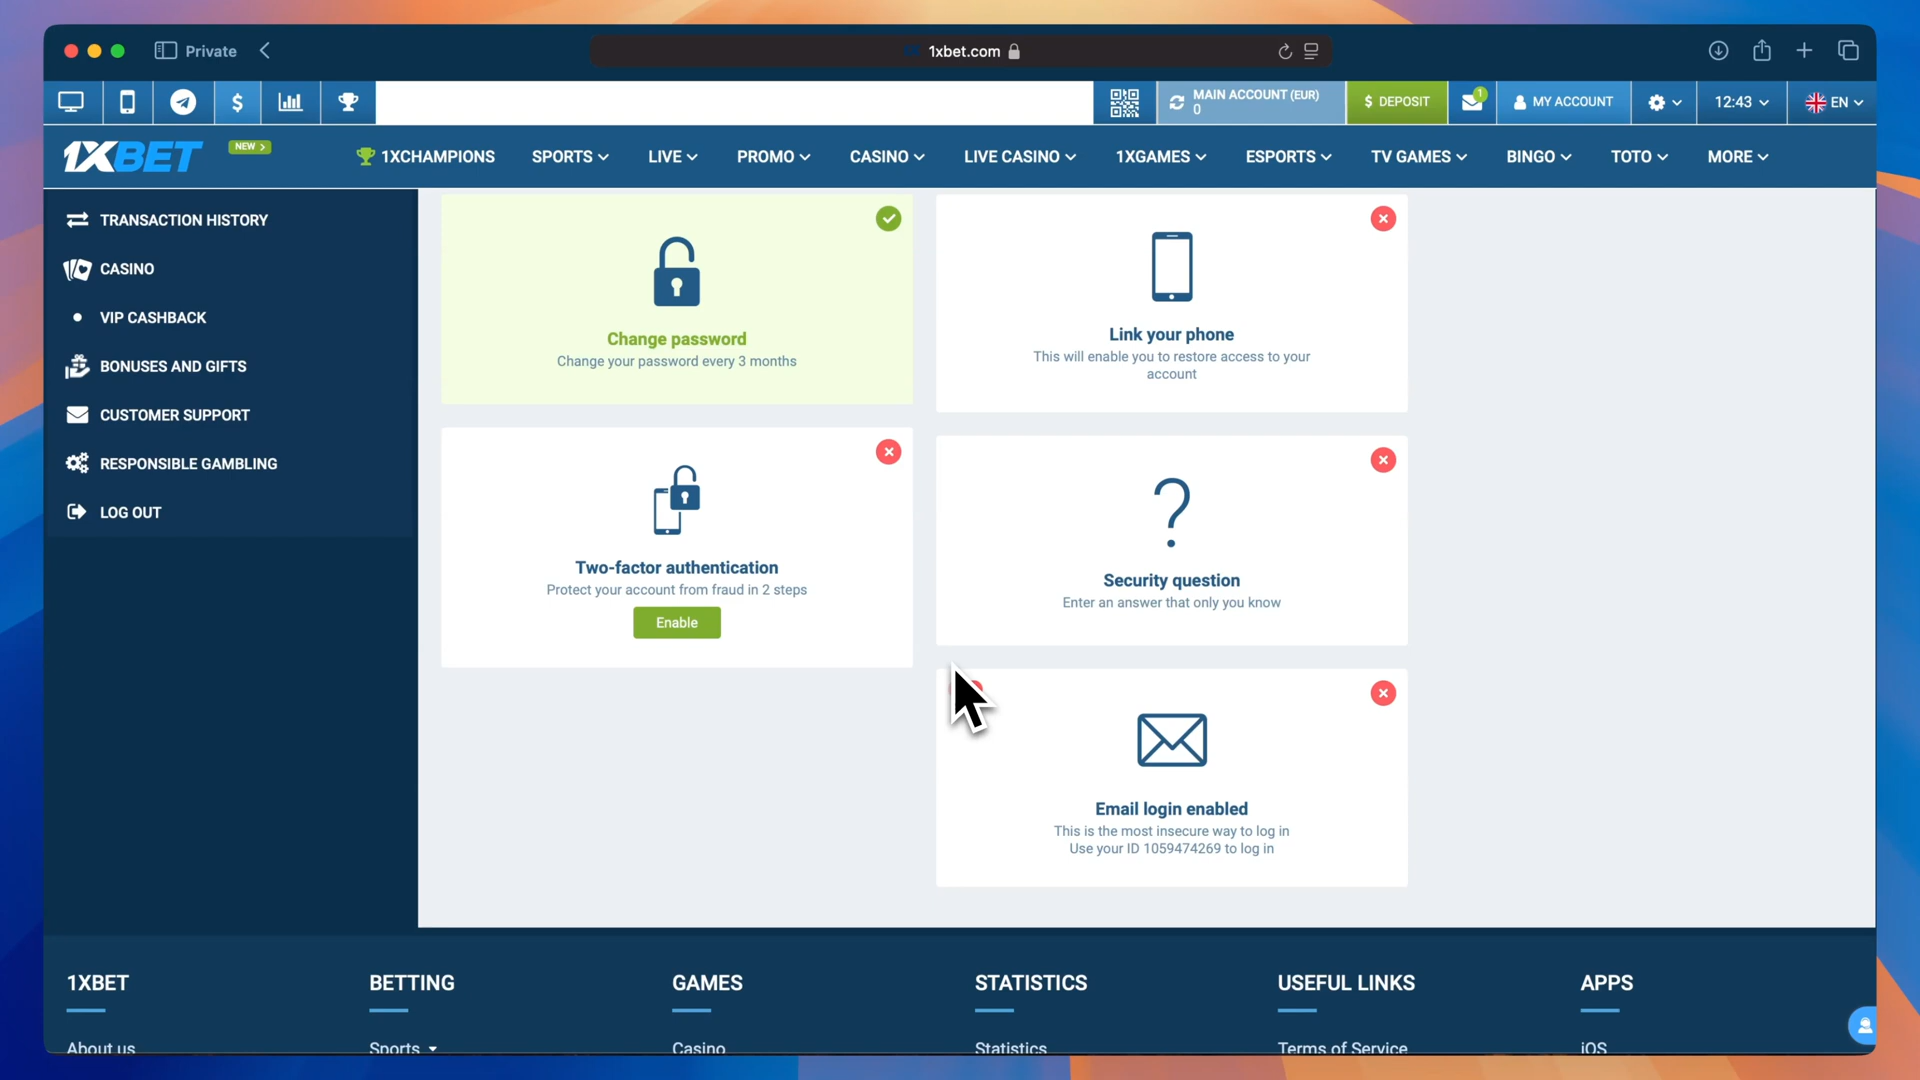 Private
1xbet.com
MAIN ACCOUNT (EUR)
0
$ DEPOSIT
1
MY ACCOUNT
12:43
EN
1XBET
NEW >
1XCHAMPIONS
SPORTS
LIVE
PROMO
CASINO
LIVE CASINO
1XGAMES
ESPORTS
TV GAMES
BINGO
TOTO
MORE
TRANSACTION HISTORY
CASINO
VIP CASHBACK
BONUSES AND GIFTS
CUSTOMER SUPPORT
RESPONSIBLE GAMBLING
LOG OUT
Change password
Change your password every 3 months
Link your phone
This will enable you to restore access to your
account
Two-factor authentication
Protect your account from fraud in 2 steps
Enable
?
Security question
Enter an answer that only you know
Email login enabled
This is the most insecure way to log in
Use your ID 1059474269 to log in
1XBET
BETTING
GAMES
STATISTICS
USEFUL LINKS
APPS
About us
Sports
Casino
Statistics
Terms of Service
iOS